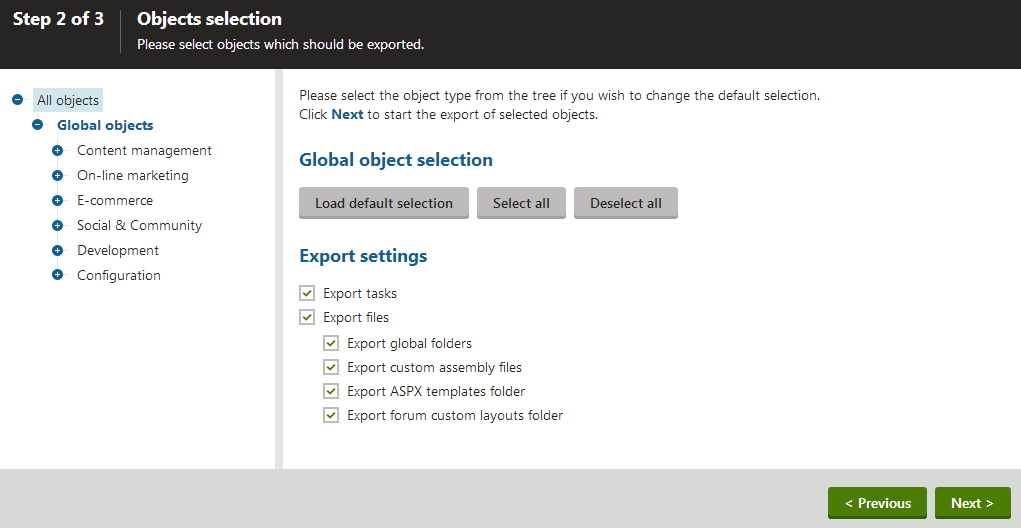 Step 2 of 3
Objects selection
Please select objects which should be exported.
All objects
Global objects
Content management
On-line marketing
E-commerce
Social & Community
Development
Configuration
Please select the object type from the tree if you wish to change the default selection.
Click Next to start the export of selected objects.
Global object selection
Load default selection
Select all
Deselect all
Export settings
Export tasks
Export files
Export global folders
Export custom assembly files
Export ASPX templates folder
Export forum custom layouts folder
< Previous
Next >